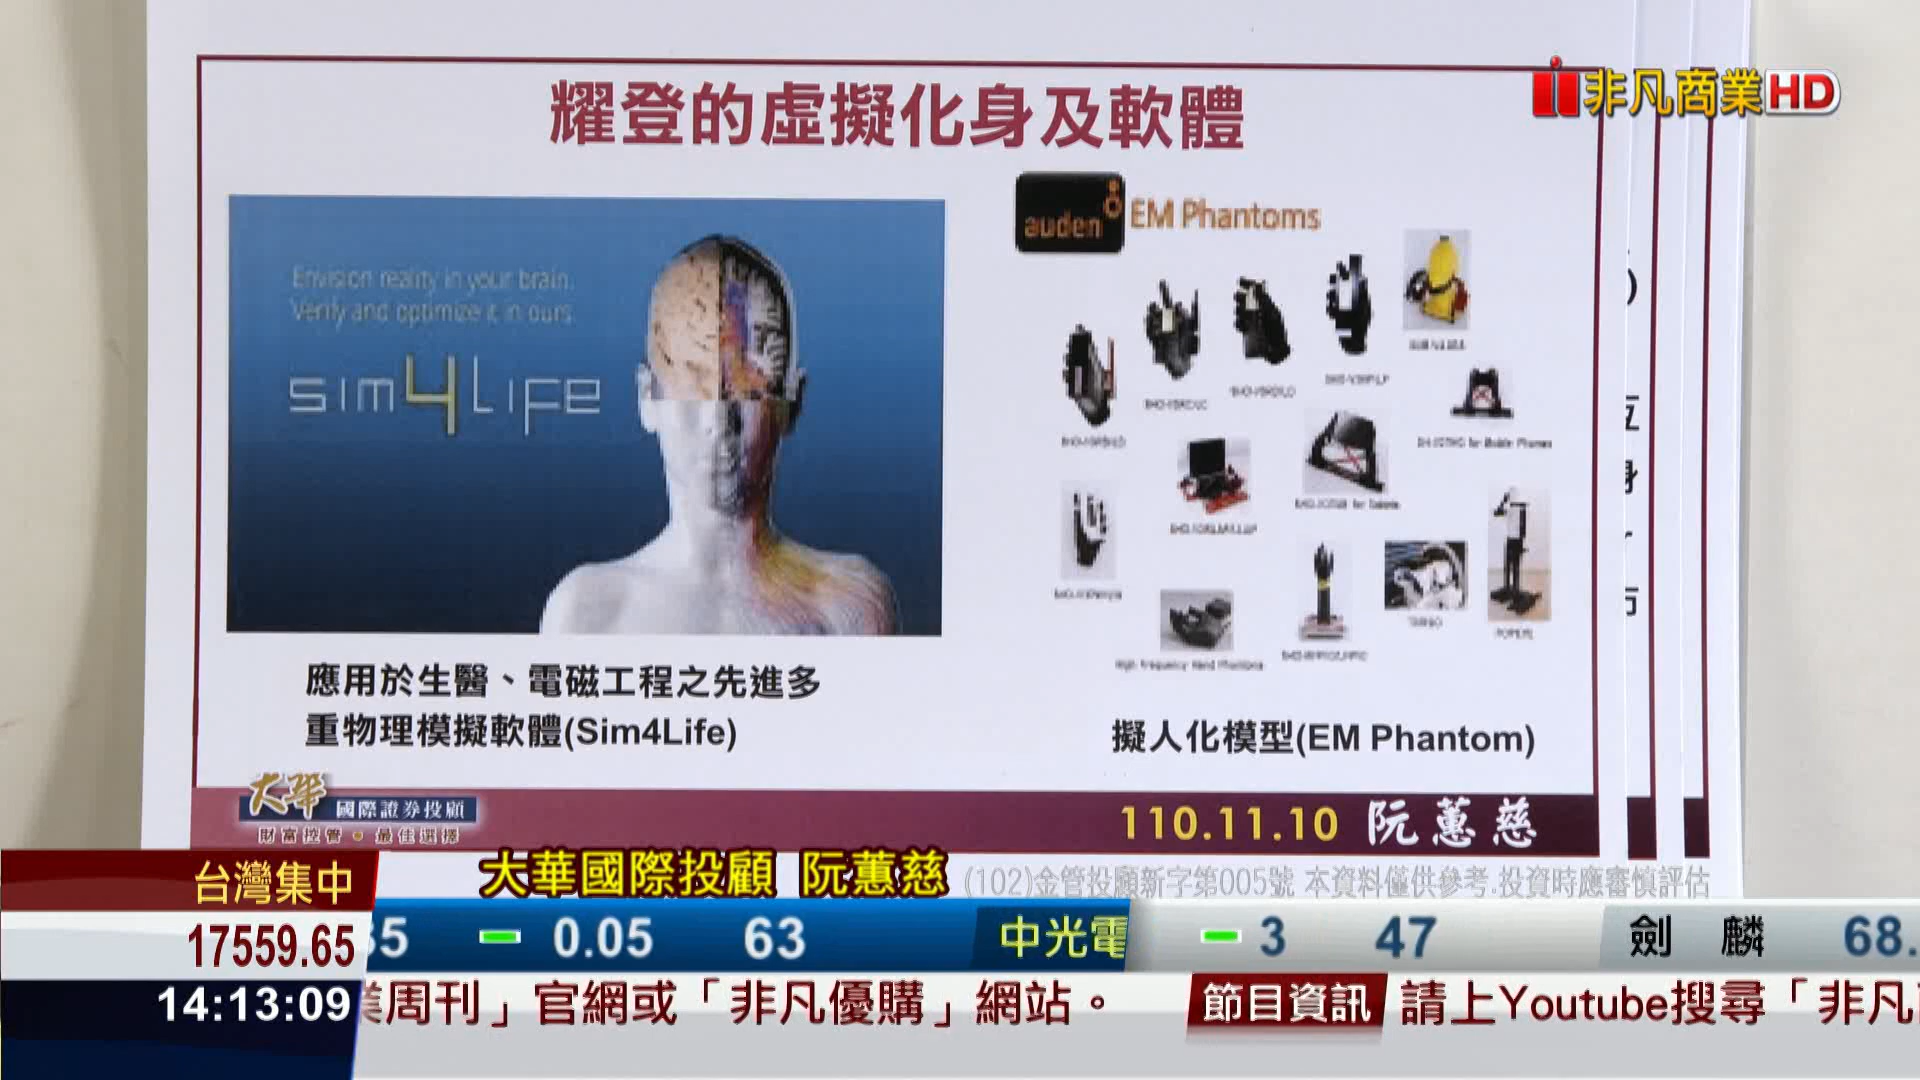 耀登的虛擬化身及軟體
非凡商業HD
auden
EM Phantoms
Envision reality in your brain.
Verify and optimize it in ours.
sim4Life
High Frequency Hand Phantoms
應用於生醫、電磁工程之先進多
重物理模擬軟體(Sim4Life)
擬人化模型(EM Phantom)
大華國際證券投顧
財富控管•最佳選擇
110.11.10 阮蕙慈
台灣集中
大華國際投顧 阮蕙慈
(102)金管投顧新字第005號 本資料僅供參考.投資時應審慎評估
17559.65
0.05 63 中光電 3 47 劍 麟 68.
14:13:09
業周刊」官網或「非凡優購」網站。 節目資訊 請上Youtube搜尋「非凡